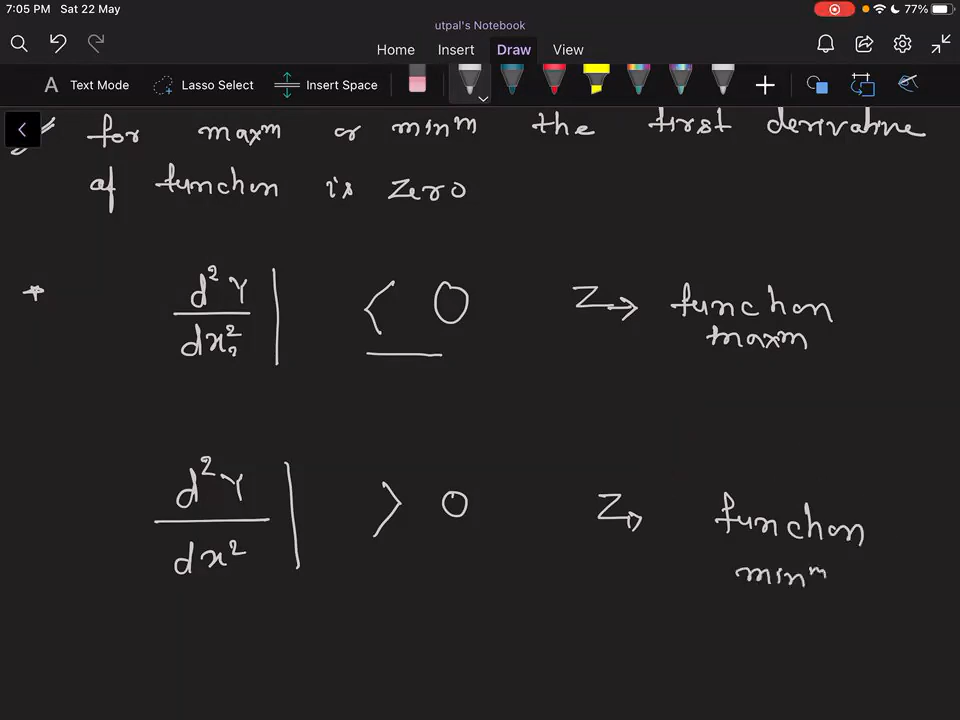 7:05 PM Sat 22 May
77%
utpal's Notebook
Home Insert Draw View
A Text Mode Lasso Select Insert Space
for maxm or minm the first derivative
of function is zero
* d²Y/dx² | < 0 function
maxm
d²Y/dx² | > 0 function
minm